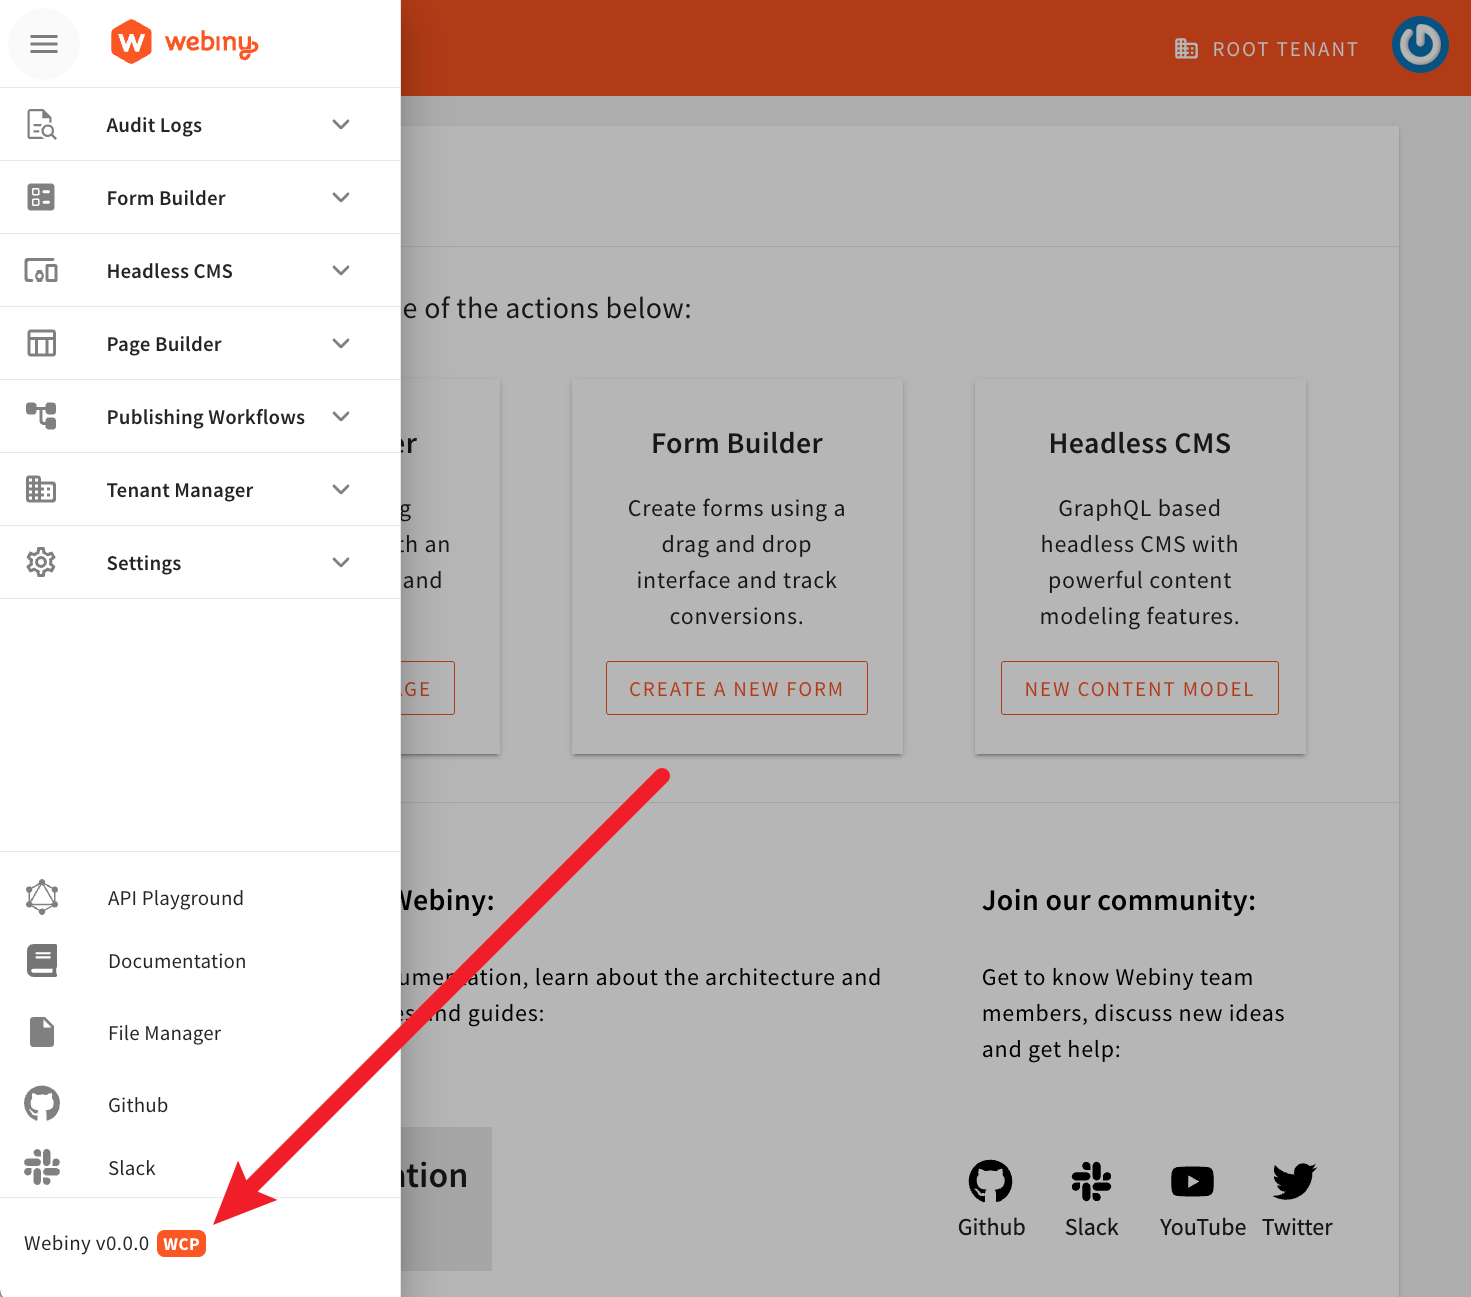 W webiny
ROOT TENANT
Audit Logs
Form Builder
Headless CMS
Page Builder
Publishing Workflows
Tenant Manager
Settings
API Playground
Documentation
File Manager
Github
Slack
Webiny v0.0.0 WCP
e of the actions below:
er
g
th an
and
AGE
Form Builder
Create forms using a
drag and drop
interface and track
conversions.
CREATE A NEW FORM
Headless CMS
GraphQL based
headless CMS with
powerful content
modeling features.
NEW CONTENT MODEL
Webiny:
umentation, learn about the architecture and
es and guides:
ntion
Join our community:
Get to know Webiny team
members, discuss new ideas
and get help:
Github
Slack
YouTube
Twitter